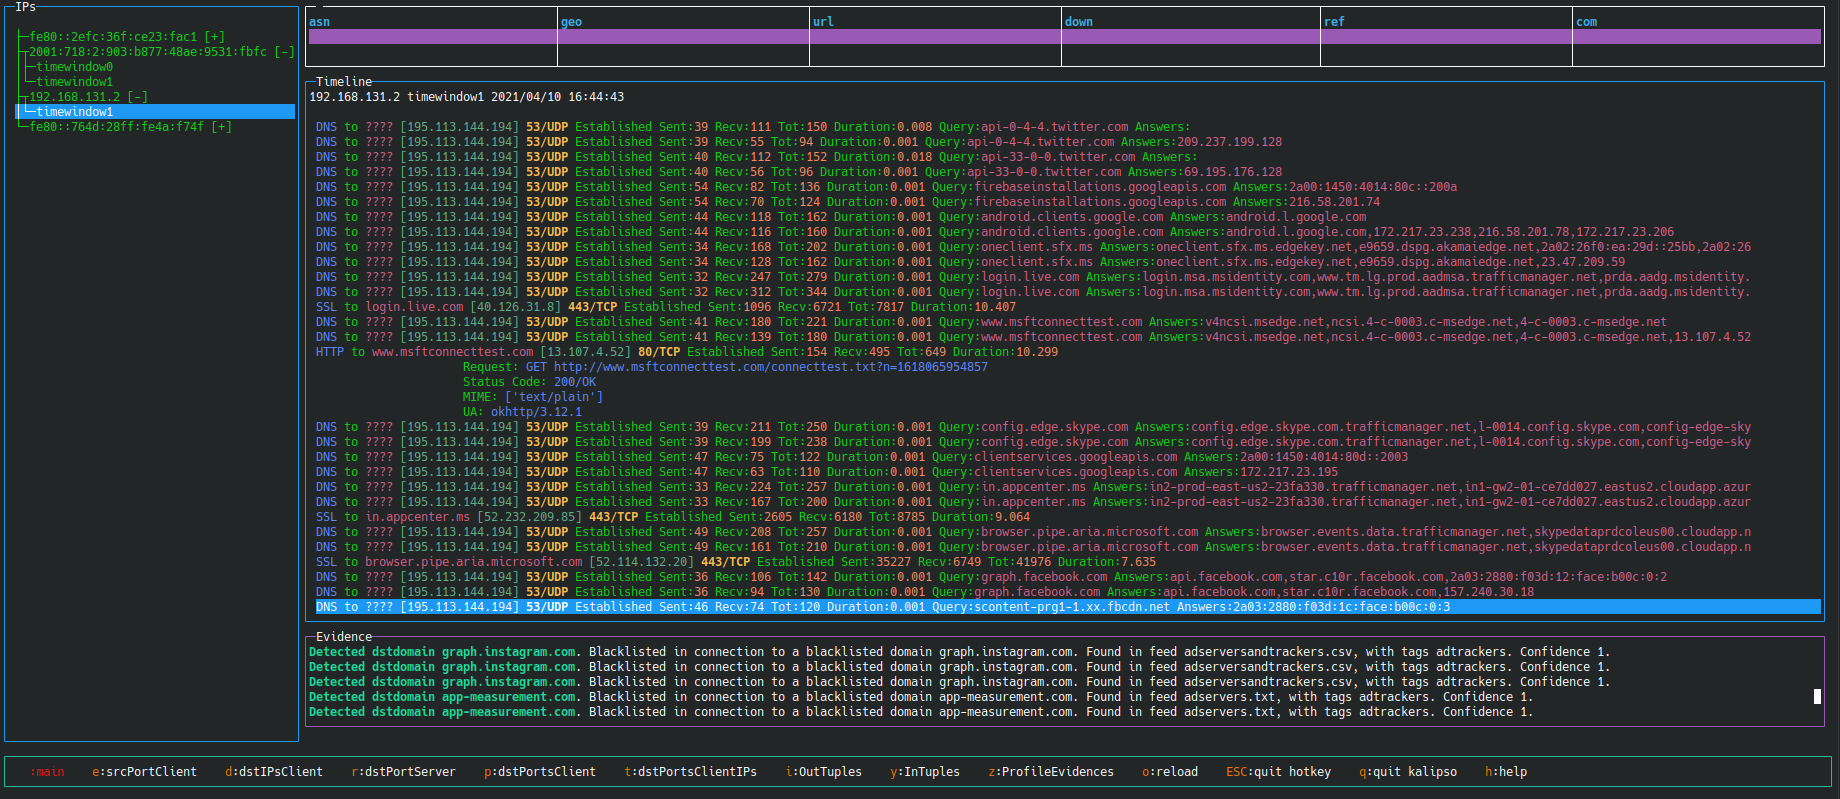 IPs
fe80::2efc:36f:ce23:fac1 [+]
2001:718:2:903:b877:48ae:9531:fbfc [-]
timewindow0
timewindow1
192.168.131.2 [-]
timewindow1
fe80::764d:28ff:fe4a:f74f [+]
asn geo url down ref com
Timeline
192.168.131.2 timewindow1 2021/04/10 16:44:43
DNS to ???? [195.113.144.194] 53/UDP Established Sent:39 Recv:111 Tot:150 Duration:0.008 Query:api-0-4-4.twitter.com Answers:
DNS to ???? [195.113.144.194] 53/UDP Established Sent:39 Recv:55 Tot:94 Duration:0.001 Query:api-0-4-4.twitter.com Answers:209.237.199.128
DNS to ???? [195.113.144.194] 53/UDP Established Sent:40 Recv:112 Tot:152 Duration:0.018 Query:api-33-0-0.twitter.com Answers:
DNS to ???? [195.113.144.194] 53/UDP Established Sent:40 Recv:56 Tot:96 Duration:0.001 Query:api-33-0-0.twitter.com Answers:69.195.176.128
DNS to ???? [195.113.144.194] 53/UDP Established Sent:54 Recv:82 Tot:136 Duration:0.001 Query:firebaseinstallations.googleapis.com Answers:2a00:1450:4014:80c::200a
DNS to ???? [195.113.144.194] 53/UDP Established Sent:54 Recv:70 Tot:124 Duration:0.001 Query:firebaseinstallations.googleapis.com Answers:216.58.201.74
DNS to ???? [195.113.144.194] 53/UDP Established Sent:44 Recv:118 Tot:162 Duration:0.001 Query:android.clients.google.com Answers:android.l.google.com
DNS to ???? [195.113.144.194] 53/UDP Established Sent:44 Recv:116 Tot:160 Duration:0.001 Query:android.clients.google.com Answers:android.l.google.com,172.217.23.238,216.58.201.78,172.217.23.206
DNS to ???? [195.113.144.194] 53/UDP Established Sent:34 Recv:168 Tot:202 Duration:0.001 Query:oneclient.sfx.ms Answers:oneclient.sfx.ms.edgekey.net,e9659.dspg.akamaiedge.net,2a02:26f0:ea:29d::25bb,2a02:26
DNS to ???? [195.113.144.194] 53/UDP Established Sent:34 Recv:128 Tot:162 Duration:0.001 Query:oneclient.sfx.ms Answers:oneclient.sfx.ms.edgekey.net,e9659.dspg.akamaiedge.net,23.47.209.59
DNS to ???? [195.113.144.194] 53/UDP Established Sent:32 Recv:247 Tot:279 Duration:0.001 Query:login.live.com Answers:login.msa.msidentity.com,www.tm.lg.prod.aadmsa.trafficmanager.net,prda.aadg.msidentity.
DNS to ???? [195.113.144.194] 53/UDP Established Sent:32 Recv:312 Tot:344 Duration:0.001 Query:login.live.com Answers:login.msa.msidentity.com,www.tm.lg.prod.aadmsa.trafficmanager.net,prda.aadg.msidentity.
SSL to login.live.com [40.126.31.8] 443/TCP Established Sent:1096 Recv:6721 Tot:7817 Duration:10.407
DNS to ???? [195.113.144.194] 53/UDP Established Sent:41 Recv:180 Tot:221 Duration:0.001 Query:www.msftconnecttest.com Answers:v4ncsi.msedge.net,ncsi.4-c-0003.c-msedge.net,4-c-0003.c-msedge.net
DNS to ???? [195.113.144.194] 53/UDP Established Sent:41 Recv:139 Tot:180 Duration:0.001 Query:www.msftconnecttest.com Answers:v4ncsi.msedge.net,ncsi.4-c-0003.c-msedge.net,4-c-0003.c-msedge.net,13.107.4.52
HTTP to www.msftconnecttest.com [13.107.4.52] 80/TCP Established Sent:154 Recv:495 Tot:649 Duration:10.299
Request: GET http://www.msftconnecttest.com/connecttest.txt?n=1618065954857
Status Code: 200/OK
MIME: ['text/plain']
UA: okhttp/3.12.1
DNS to ???? [195.113.144.194] 53/UDP Established Sent:39 Recv:211 Tot:250 Duration:0.001 Query:config.edge.skype.com Answers:config.edge.skype.com.trafficmanager.net,l-0014.config.skype.com,config-edge-sky
DNS to ???? [195.113.144.194] 53/UDP Established Sent:39 Recv:199 Tot:238 Duration:0.001 Query:config.edge.skype.com Answers:config.edge.skype.com.trafficmanager.net,l-0014.config.skype.com,config-edge-sky
DNS to ???? [195.113.144.194] 53/UDP Established Sent:47 Recv:75 Tot:122 Duration:0.001 Query:clientservices.googleapis.com Answers:2a00:1450:4014:80d::2003
DNS to ???? [195.113.144.194] 53/UDP Established Sent:47 Recv:63 Tot:110 Duration:0.001 Query:clientservices.googleapis.com Answers:172.217.23.195
DNS to ???? [195.113.144.194] 53/UDP Established Sent:33 Recv:224 Tot:257 Duration:0.001 Query:in.appcenter.ms Answers:in2-prod-east-us2-23fa330.trafficmanager.net,in1-gw2-01-ce7dd027.eastus2.cloudapp.azur
DNS to ???? [195.113.144.194] 53/UDP Established Sent:33 Recv:167 Tot:200 Duration:0.001 Query:in.appcenter.ms Answers:in2-prod-east-us2-23fa330.trafficmanager.net,in1-gw2-01-ce7dd027.eastus2.cloudapp.azur
SSL to in.appcenter.ms [52.232.209.85] 443/TCP Established Sent:2605 Recv:6180 Tot:8785 Duration:9.064
DNS to ???? [195.113.144.194] 53/UDP Established Sent:49 Recv:208 Tot:257 Duration:0.001 Query:browser.pipe.aria.microsoft.com Answers:browser.events.data.trafficmanager.net,skypedataprdcoleus00.cloudapp.n
DNS to ???? [195.113.144.194] 53/UDP Established Sent:49 Recv:161 Tot:210 Duration:0.001 Query:browser.pipe.aria.microsoft.com Answers:browser.events.data.trafficmanager.net,skypedataprdcoleus00.cloudapp.n
SSL to browser.pipe.aria.microsoft.com [52.114.132.20] 443/TCP Established Sent:35227 Recv:6749 Tot:41976 Duration:7.635
DNS to ???? [195.113.144.194] 53/UDP Established Sent:36 Recv:106 Tot:142 Duration:0.001 Query:graph.facebook.com Answers:api.facebook.com,star.c10r.facebook.com,2a03:2880:f03d:12:face:b00c:0:2
DNS to ???? [195.113.144.194] 53/UDP Established Sent:36 Recv:94 Tot:130 Duration:0.001 Query:graph.facebook.com Answers:api.facebook.com,star.c10r.facebook.com,157.240.30.18
DNS to ???? [195.113.144.194] 53/UDP Established Sent:46 Recv:74 Tot:120 Duration:0.001 Query:scontent-prg1-1.xx.fbcdn.net Answers:2a03:2880:f03d:1c:face:b00c:0:3
Evidence
Detected dstdomain graph.instagram.com. Blacklisted in connection to a blacklisted domain graph.instagram.com. Found in feed adserversandtrackers.csv, with tags adtrackers. Confidence 1.
Detected dstdomain graph.instagram.com. Blacklisted in connection to a blacklisted domain graph.instagram.com. Found in feed adserversandtrackers.csv, with tags adtrackers. Confidence 1.
Detected dstdomain graph.instagram.com. Blacklisted in connection to a blacklisted domain graph.instagram.com. Found in feed adserversandtrackers.csv, with tags adtrackers. Confidence 1.
Detected dstdomain app-measurement.com. Blacklisted in connection to a blacklisted domain app-measurement.com. Found in feed adservers.txt, with tags adtrackers. Confidence 1.
Detected dstdomain app-measurement.com. Blacklisted in connection to a blacklisted domain app-measurement.com. Found in feed adservers.txt, with tags adtrackers. Confidence 1.
:main e:srcPortClient d:dstIPsClient r:dstPortServer p:dstPortsClient t:dstPortsClientIPs i:OutTuples y:InTuples z:ProfileEvidences o:reload ESC:quit hotkey q:quit kalipso h:help